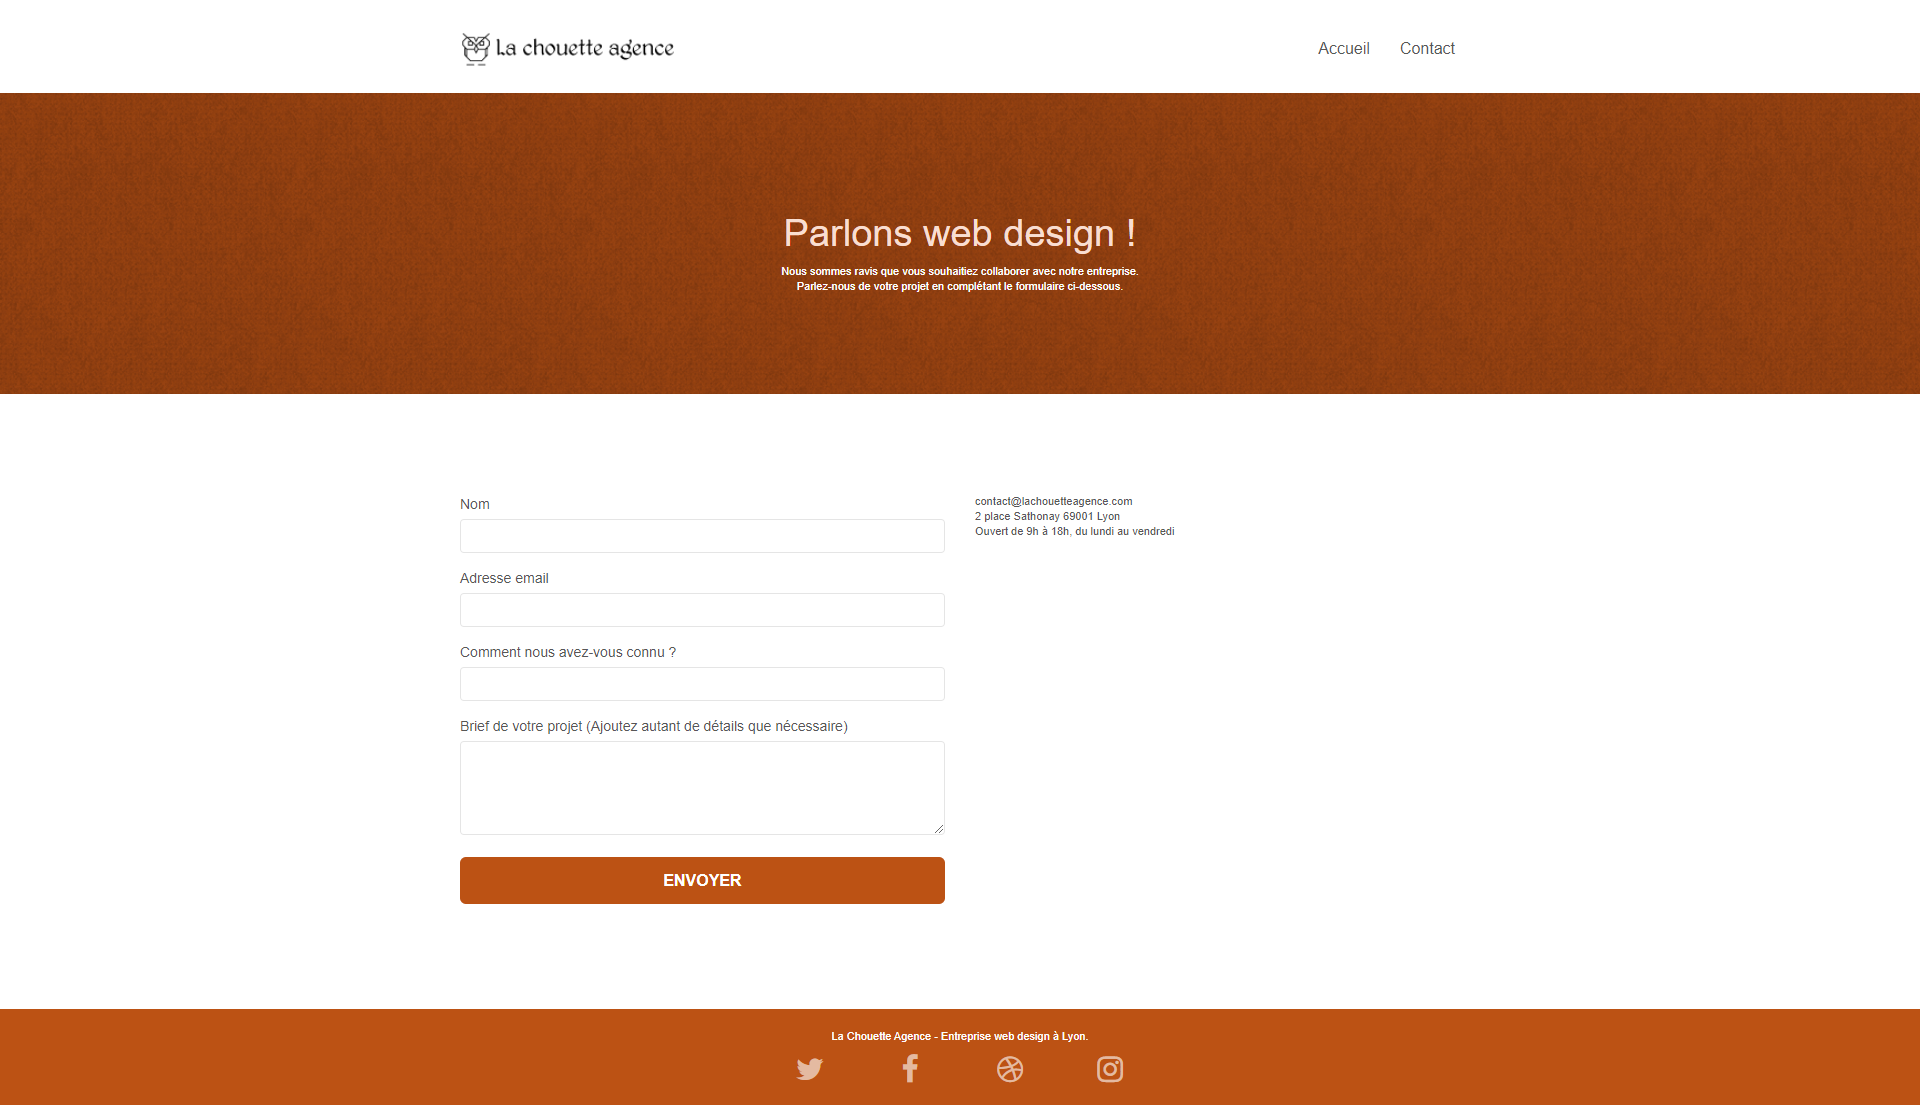 La chouette agence
Accueil
Contact
Parlons web design !
Nous sommes ravis que vous souhaitiez collaborer avec notre entreprise.
Parlez-nous de votre projet en complétant le formulaire ci-dessous.
Nom
Adresse email
Comment nous avez-vous connu ?
Brief de votre projet (Ajoutez autant de détails que nécessaire)
ENVOYER
contact@lachouetteagence.com
2 place Sathonay 69001 Lyon
Ouvert de 9h à 18h, du lundi au vendredi
La Chouette Agence - Entreprise web design à Lyon.